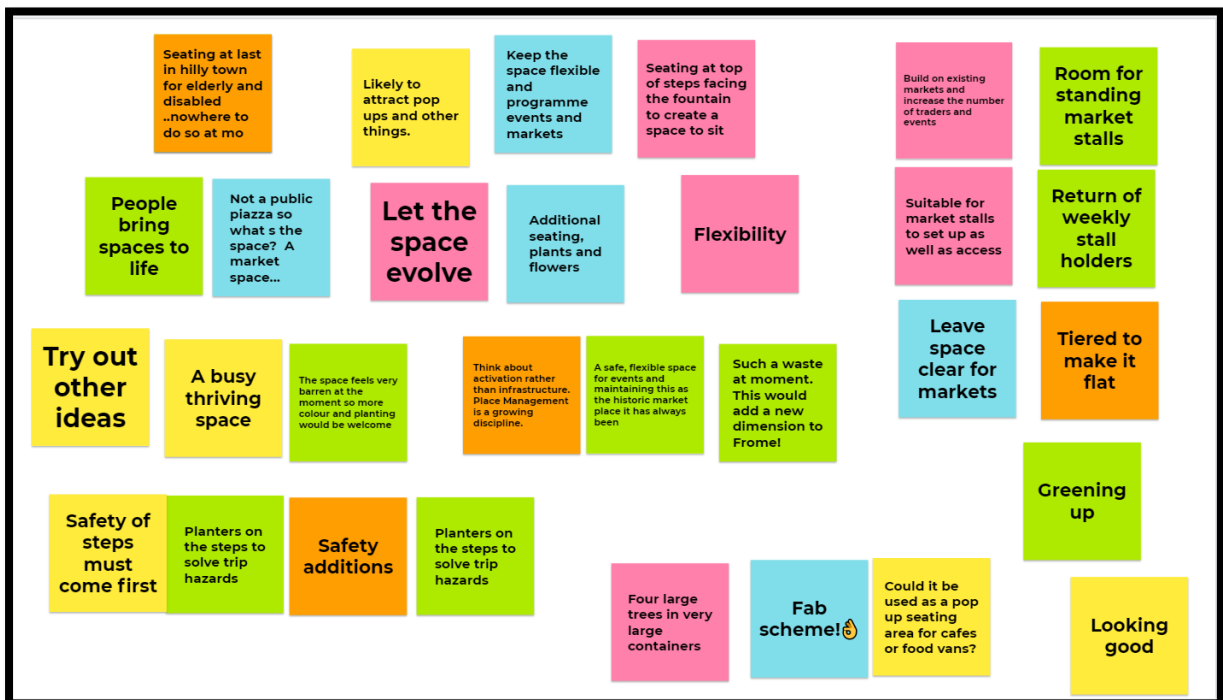 Seating at last
in hilly town
for elderly and
disabled
..nowhere to
do so at mo
Likely to
attract pop
ups and other
things.
Keep the
space flexible
and
programme
events and
markets
Seating at top
of steps facing
the fountain
to create a
space to sit
Build on existing
markets and
increase the number
of traders and
events
Room for
standing
market
stalls
People
bring
spaces to
life
Not a public
piazza so
what s the
space? A
market
space...
Let the
space
evolve
Additional
seating,
plants and
flowers
Flexibility
Suitable for
market stalls
to set up as
well as access
Return of
weekly
stall
holders
Leave
space
clear for
markets
Tiered to
make it
flat
Try out
other
ideas
A busy
thriving
space
The space feels very
barren at the
moment so more
colour and planting
would be welcome
Think about
activation rather
than infrastructure.
Place Management
is a growing
discipline.
A safe, flexible space
for events and
maintaining this as
the historic market
place it has always
been
Such a waste
at moment.
This would
add a new
dimension to
Frome!
Greening
up
Safety of
steps
must
come first
Planters on
the steps to
solve trip
hazards
Safety
additions
Planters on
the steps to
solve trip
hazards
Four large
trees in very
large
containers
Fab
scheme!👌
Could it be
used as a pop
up seating
area for cafes
or food vans?
Looking
good